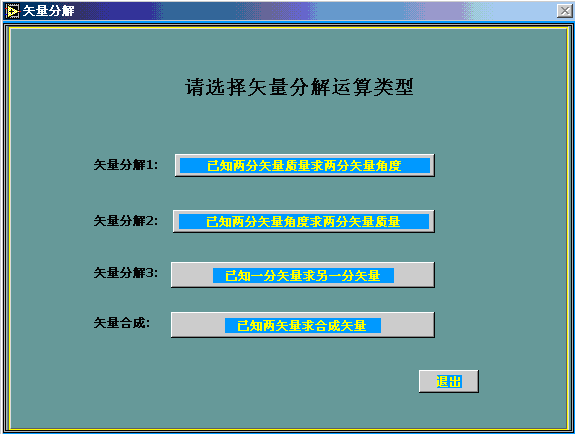 矢量分解
请选择矢量分解运算类型
矢量分解1: 已知两分矢量质量求两分矢量角度
矢量分解2: 已知两分矢量角度求两分矢量质量
矢量分解3: 已知一分矢量求另一分矢量
矢量合成: 已知两矢量求合成矢量
退出